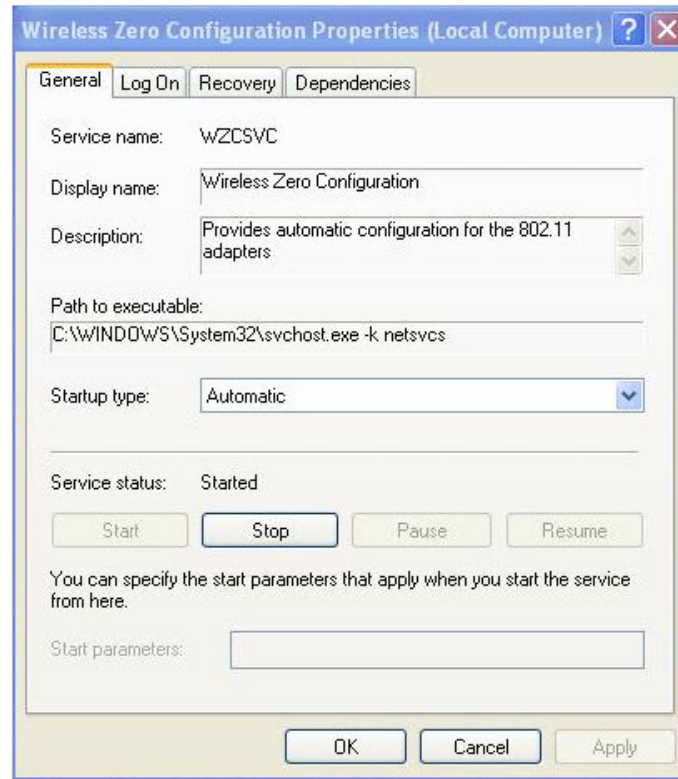 Wireless Zero Configuration Properties (Local Computer)
General Log On Recovery Dependencies
Service name: WZCSVC
Display name: Wireless Zero Configuration
Description: Provides automatic configuration for the 802.11
adapters
Path to executable:
C:\WINDOWS\System32\svchost.exe -k netsvcs
Startup type: Automatic
Service status: Started
Start Stop Pause Resume
You can specify the start parameters that apply when you start the service
from here.
Start parameters:
OK Cancel Apply